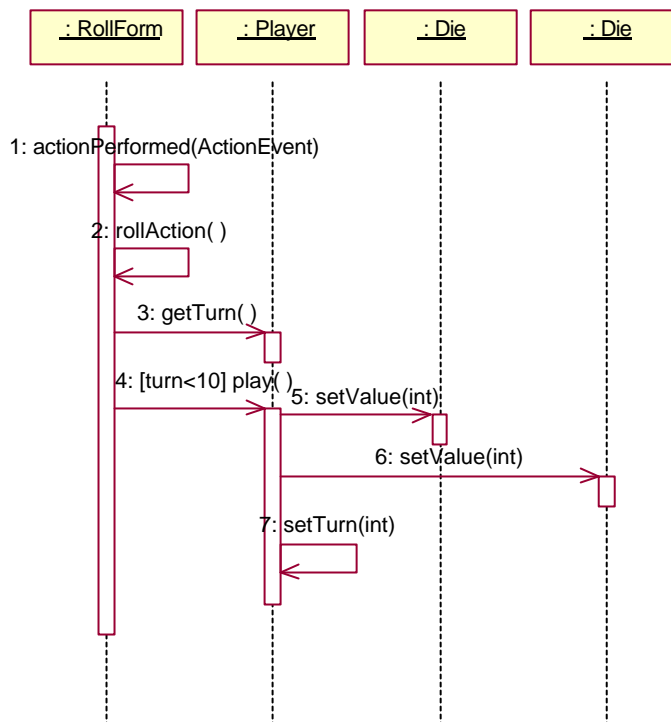 : RollForm
: Player
: Die
: Die
1: actionPerformed(ActionEvent)
2: rollAction( )
3: getTurn( )
4: [turn<10] play( )
5: setValue(int)
6: setValue(int)
7: setTurn(int)